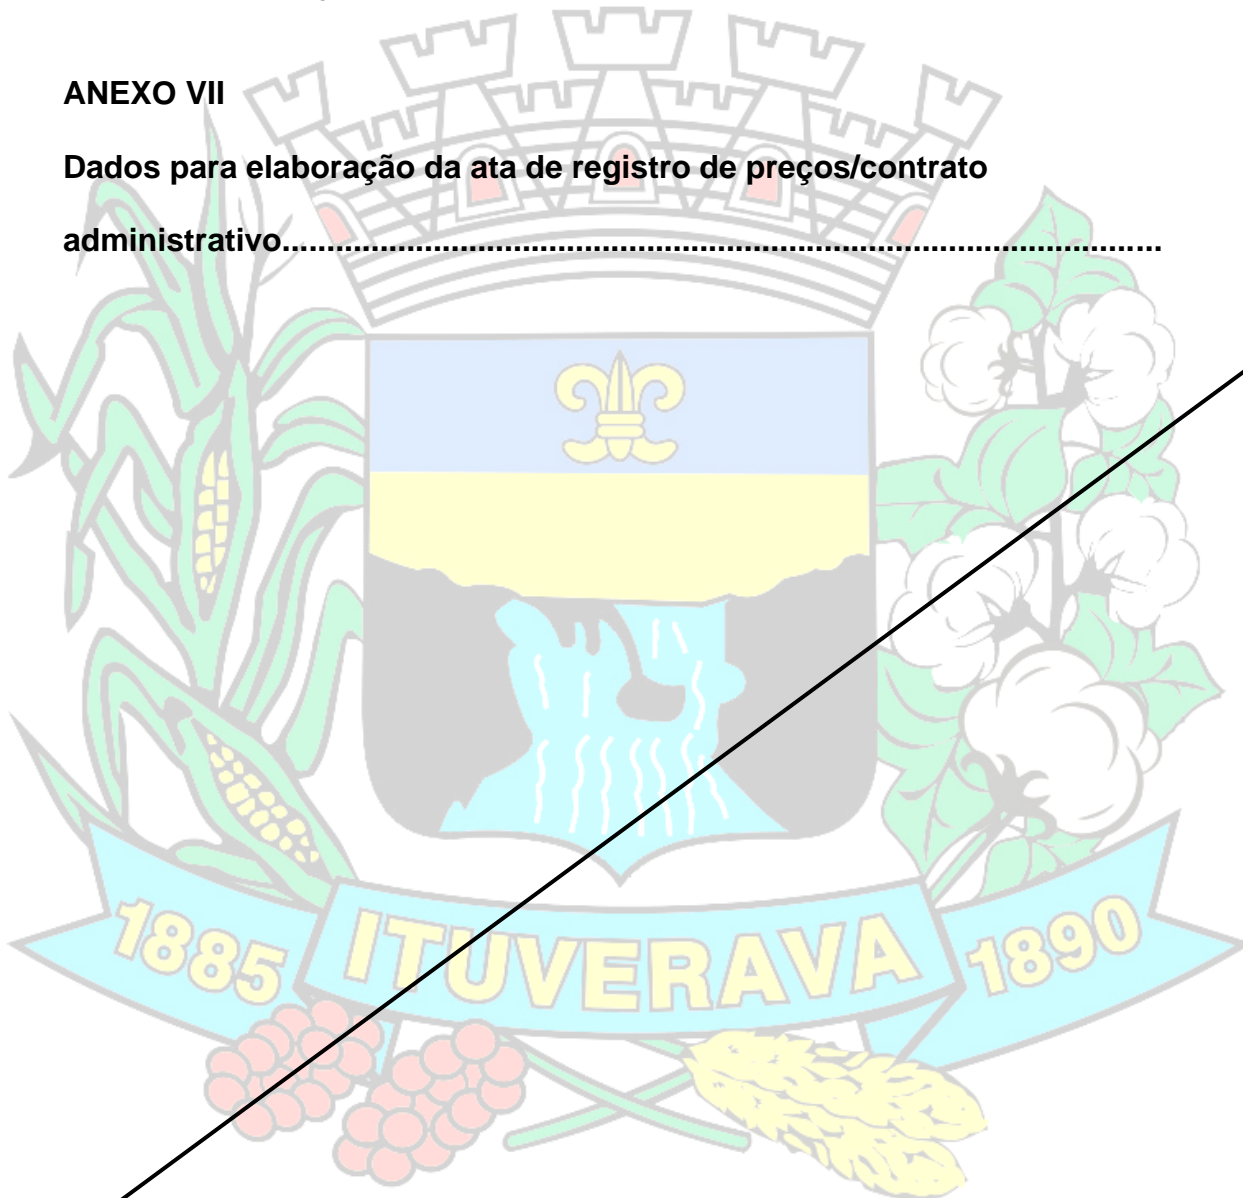 ANEXO VII
Dados para elaboração da ata de registro de preços/contrato
administrativo..............................................................................................
1885 ITUVERAVA 1890